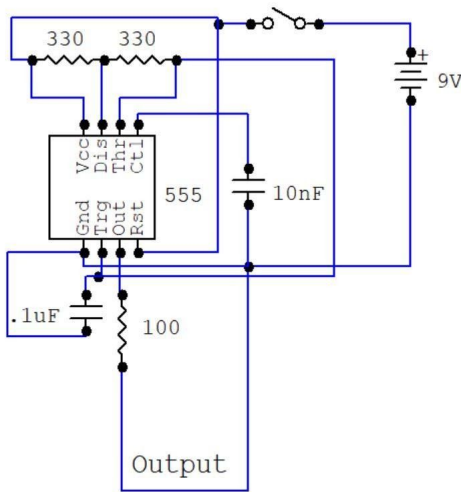 330 330
+
9V
Vcc
Dis
Thr
Ctl
555
Gnd
Trg
Out
Rst
10nF
.1uF
100
Output